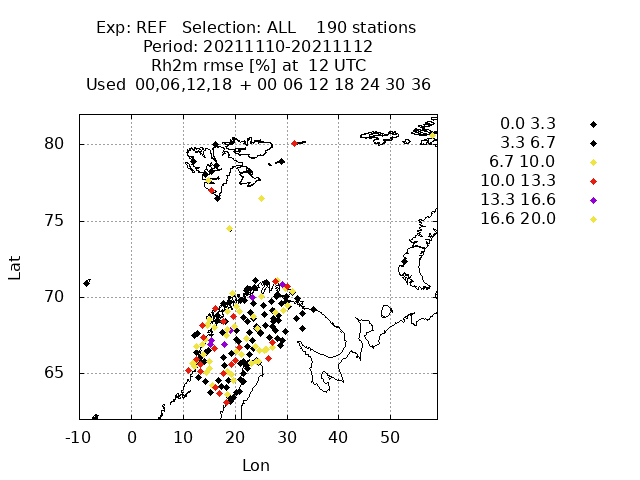 Exp: REF Selection: ALL 190 stations
Period: 20211110-20211112
Rh2m rmse [%] at 12 UTC
Used 00,06,12,18 + 00 06 12 18 24 30 36
0.0 3.3
3.3 6.7
6.7 10.0
10.0 13.3
13.3 16.6
16.6 20.0
80
75
70
65
Lat
-10 0 10 20 30 40 50
Lon